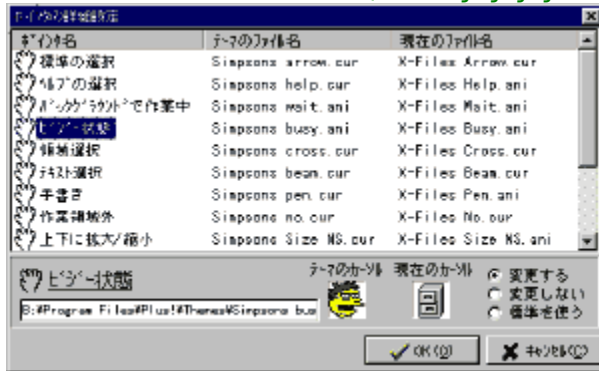 ﾎﾟｲﾝﾀの詳細設定
ﾎﾟｲﾝﾀ名 ﾃｰﾏのﾌｧｲﾙ名 現在のﾌｧｲﾙ名
標準の選択 Simpsons arrow.cur X-Files Arrow.cur
ﾍﾙﾌﾟの選択 Simpsons help.cur X-Files Help.ani
ﾊﾞｯｸｸﾞﾗｳﾝﾄﾞで作業中 Simpsons wait.ani X-Files Wait.ani
ﾋﾞｼﾞｰ状態 Simpsons busy.ani X-Files Busy.ani
領域選択 Simpsons cross.cur X-Files Cross.cur
ﾃｷｽﾄ選択 Simpsons beam.cur X-Files Beam.cur
手書き Simpsons pen.cur X-Files Pen.ani
作業領域外 Simpsons no.cur X-Files No.cur
上下に拡大/縮小 Simpsons Size NS.cur X-Files Size NS.ani
ﾋﾞｼﾞｰ状態 ﾃｰﾏのｶｰｿﾙ 現在のｶｰｿﾙ
変更する
変更しない
標準を使う
B:¥Program Files¥Plus!¥Themes¥Simpsons bus
OK(O) ｷｬﾝｾﾙ(C)